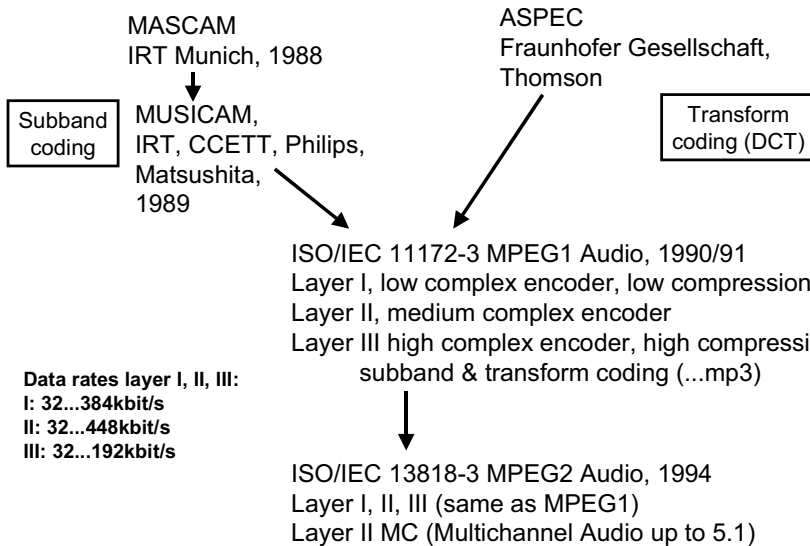 MASCAM
IRT Munich, 1988
ASPEC
Fraunhofer Gesellschaft,
Thomson
Subband
coding
MUSICAM,
IRT, CCETT, Philips,
Matsushita,
1989
Transform
coding (DCT)
ISO/IEC 11172-3 MPEG1 Audio, 1990/91
Layer I, low complex encoder, low compression
Layer II, medium complex encoder
Layer III high complex encoder, high compressi
subband & transform coding (...mp3)
Data rates layer I, II, III:
I: 32...384kbit/s
II: 32...448kbit/s
III: 32...192kbit/s
ISO/IEC 13818-3 MPEG2 Audio, 1994
Layer I, II, III (same as MPEG1)
Layer II MC (Multichannel Audio up to 5.1)